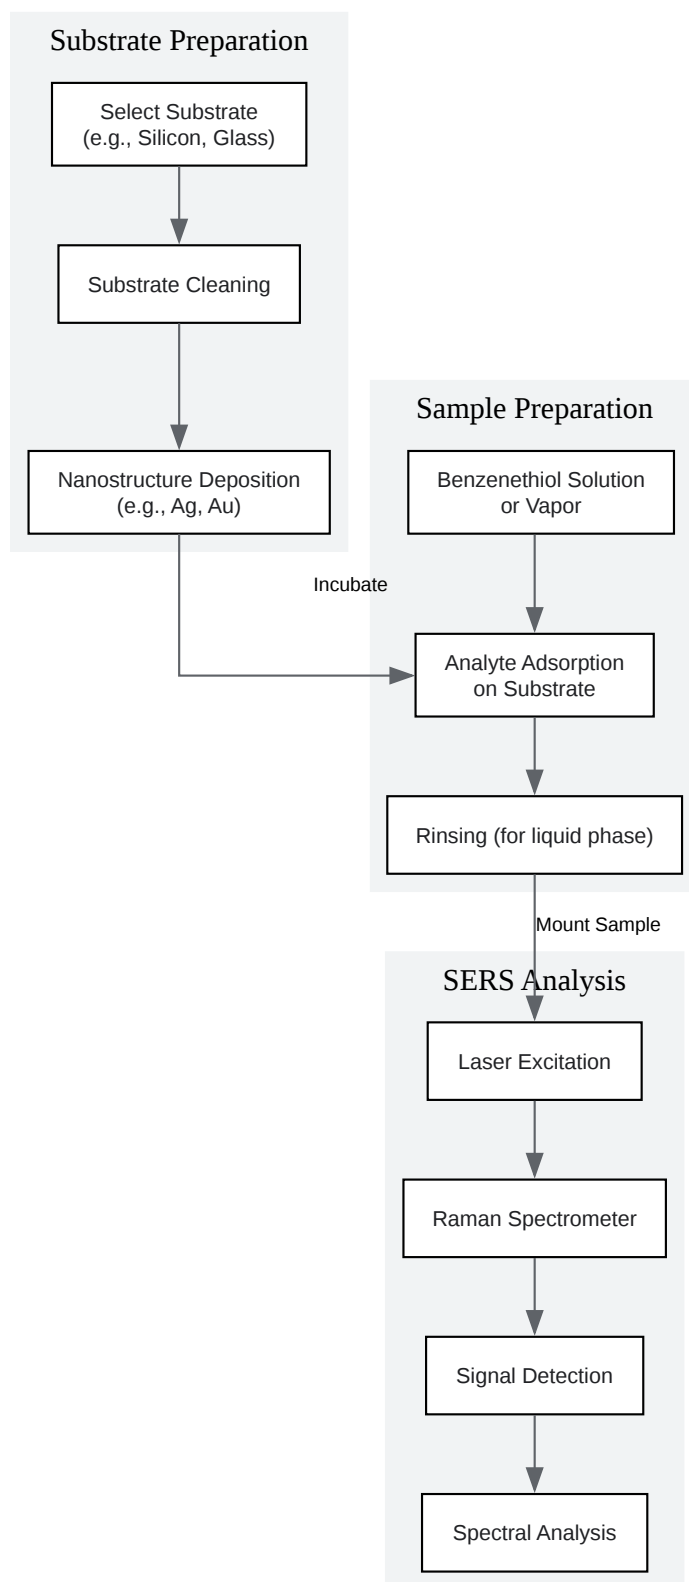 Substrate Preparation
Select Substrate
(e.g., Silicon, Glass)
Substrate Cleaning
Nanostructure Deposition
(e.g., Ag, Au)
Incubate
Sample Preparation
Benzenethiol Solution
or Vapor
Analyte Adsorption
on Substrate
Rinsing (for liquid phase)
Mount Sample
SERS Analysis
Laser Excitation
Raman Spectrometer
Signal Detection
Spectral Analysis